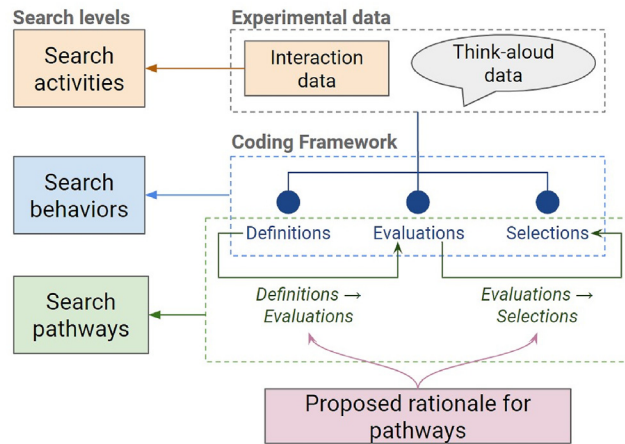 Search levels
Experimental data
Search
activities
Interaction
data
Think-aloud
data
Coding Framework
Search
behaviors
Definitions
Evaluations
Selections
Search
pathways
Definitions →
Evaluations
Evaluations →
Selections
Proposed rationale for
pathways